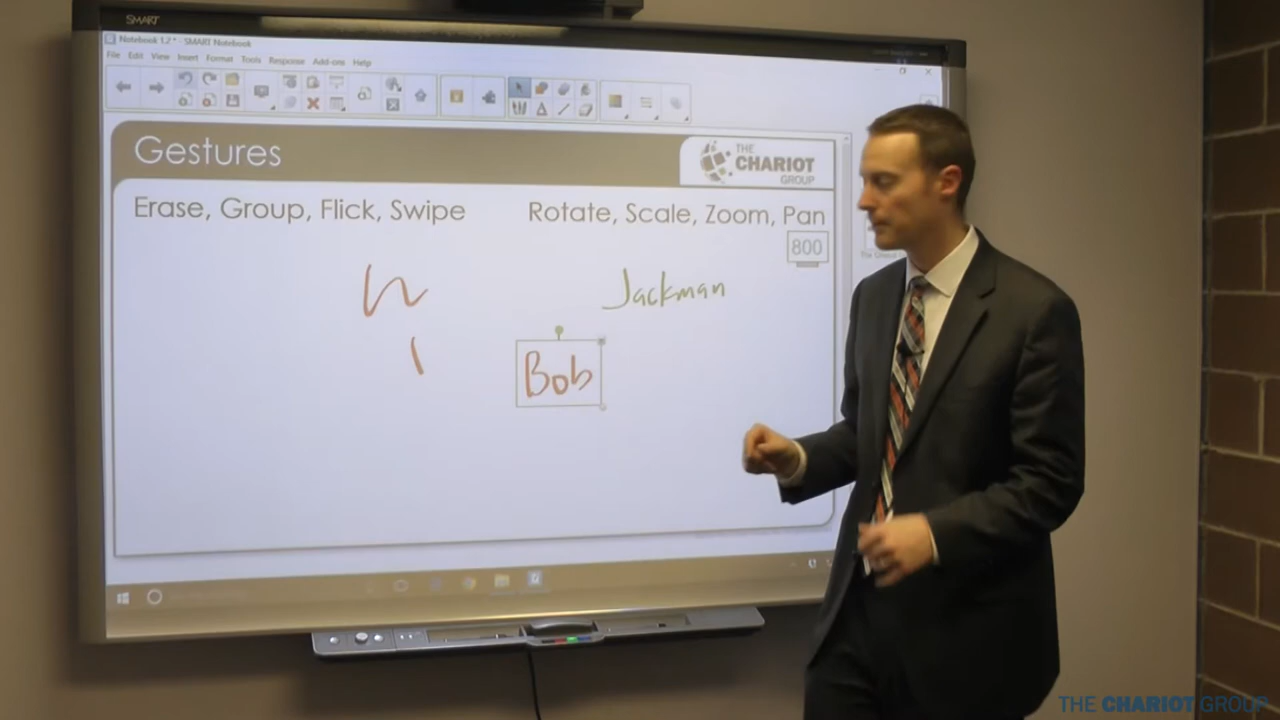 SMART
Notebook 1.2 * - SMART Notebook
File Edit View Insert Format Tools Response Add-ons Help
Gestures
THE
CHARIOT
GROUP
Erase, Group, Flick, Swipe
Rotate, Scale, Zoom, Pan
800
Jackman
Bob
THE CHARIOT GROUP